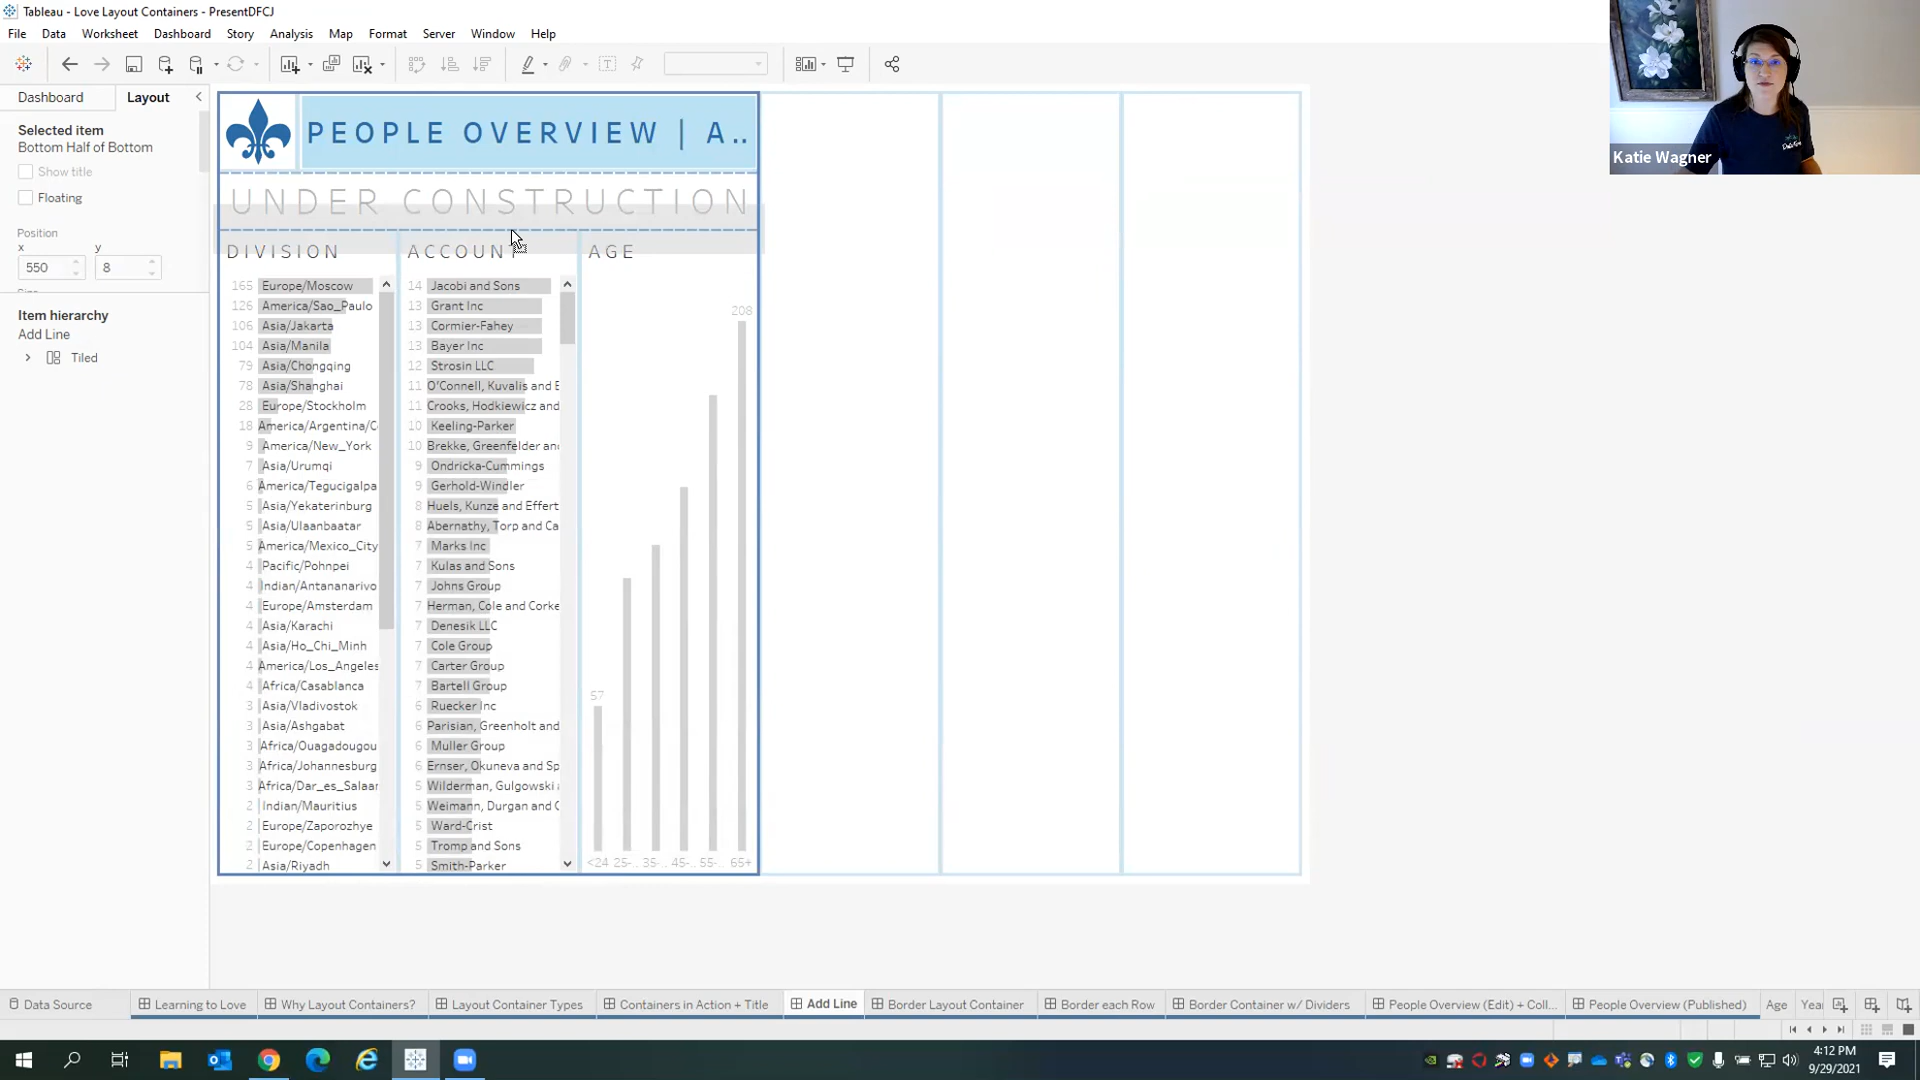 Tableau - Love Layout Containers - PresentDFCJ
File Data Worksheet Dashboard Story Analysis Map Format Server Window Help
Dashboard Layout
Selected item
Bottom Half of Bottom
Show title
Floating
Position
x y
550 8
Item hierarchy
Add Line
Tiled
PEOPLE OVERVIEW | A..
UNDER CONSTRUCTION
DIVISION ACCOUNT AGE
165 Europe/Moscow
126 America/Sao_Paulo
106 Asia/Jakarta
104 Asia/Manila
79 Asia/Chongqing
78 Asia/Shanghai
28 Europe/Stockholm
18 America/Argentina/C
9 America/New_York
7 Asia/Urumqi
6 America/Tegucigalpa
5 Asia/Yekaterinburg
5 Asia/Ulaanbaatar
5 America/Mexico_City
4 Pacific/Pohnpei
4 Indian/Antananarivo
4 Europe/Amsterdam
4 Asia/Karachi
4 Asia/Ho_Chi_Minh
4 America/Los_Angeles
4 Africa/Casablanca
3 Asia/Vladivostok
3 Asia/Ashgabat
3 Africa/Ouagadougou
3 Africa/Johannesburg
3 Africa/Dar_es_Salaar
2 Indian/Mauritius
2 Europe/Zaporozhye
2 Europe/Copenhagen
2 Asia/Riyadh
14 Jacobi and Sons
13 Grant Inc
13 Cormier-Fahey
13 Bayer Inc
12 Strosin LLC
11 O'Connell, Kuvalis and E
11 Crooks, Hodkiewicz and
10 Keeling-Parker
10 Brekke, Greenfelder and
9 Ondricka-Cummings
9 Gerhold-Windler
8 Huels, Kunze and Effert
8 Abernathy, Torp and Ca
7 Marks Inc
7 Kulas and Sons
7 Johns Group
7 Herman, Cole and Corke
7 Denesik LLC
7 Cole Group
7 Carter Group
7 Bartell Group
6 Ruecker Inc
6 Parisian, Greenholt and
6 Muller Group
6 Ernser, Okuneva and Sp
5 Wilderman, Gulgowski
5 Weimann, Durgan and C
5 Ward-Crist
5 Tromp and Sons
5 Smith-Parker
208
57
<24 25-.. 35-.. 45-.. 55-.. 65+
Katie Wagner
Data Source Learning to Love Why Layout Containers? Layout Container Types Containers in Action + Title Add Line Border Layout Container Border each Row Border Container w/ Dividers People Overview (Edit) + Coll... People Overview (Published) Age Yea
4:12 PM
9/29/2021